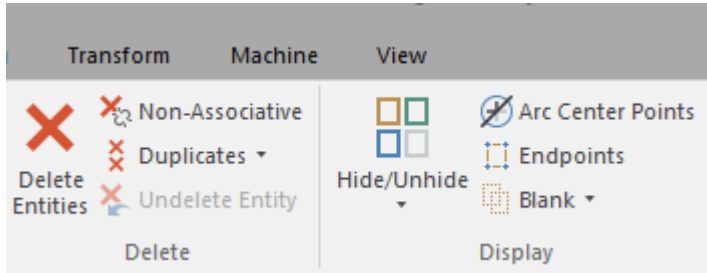 Transform Machine View
Non-Associative
Duplicates
Undelete Entity
Delete
Entities
Delete
Hide/Unhide
Arc Center Points
Endpoints
Blank
Display